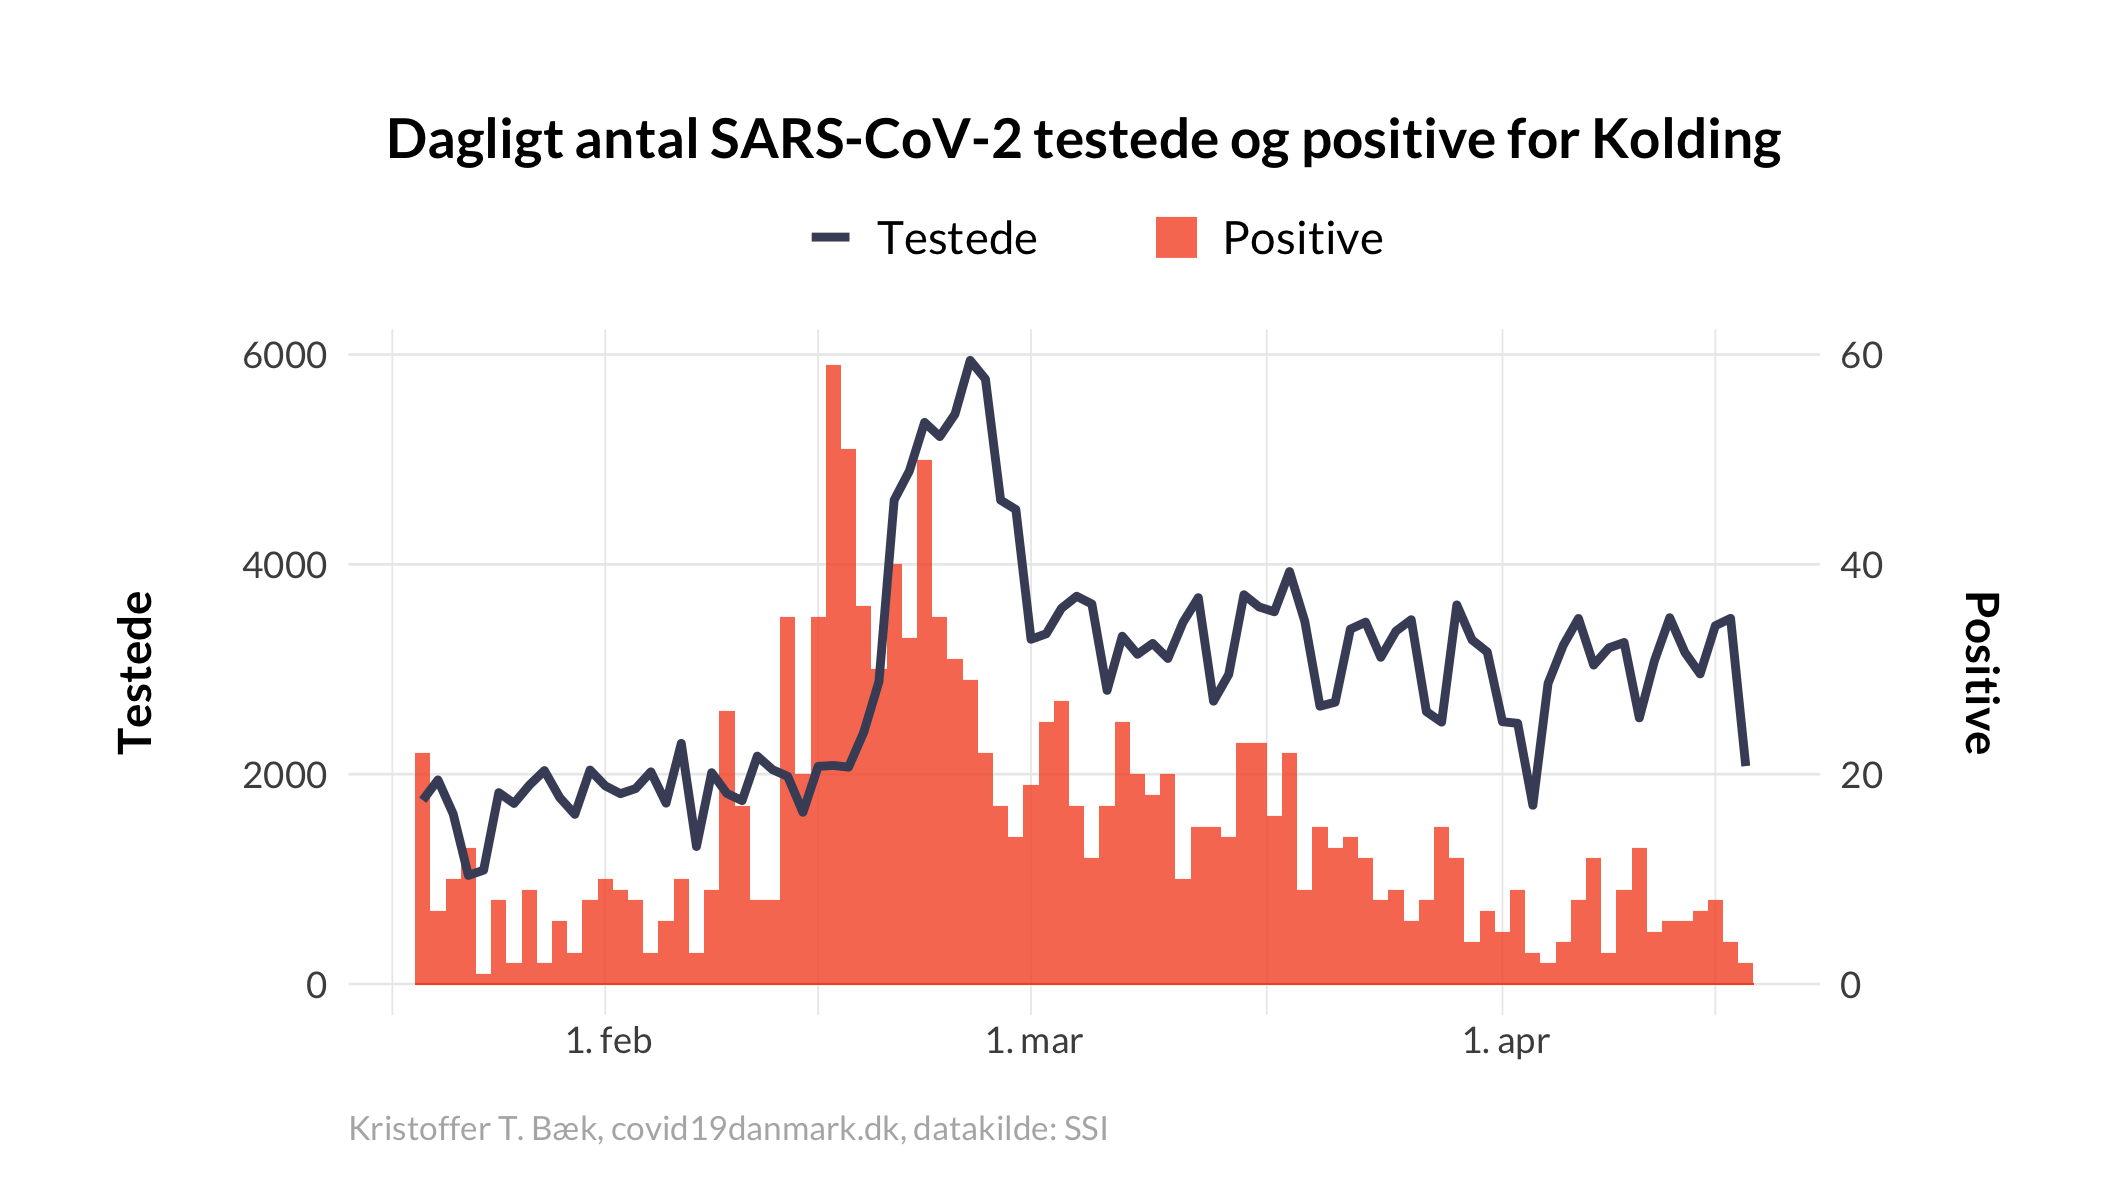 Dagligt antal SARS-CoV-2 testede og positive for Kolding
Testede
Positive
6000
4000
2000
0
Testede
60
40
20
0
Positive
1. feb
1. mar
1. apr
Kristoffer T. Bæk, covid19danmark.dk, datakilde: SSI